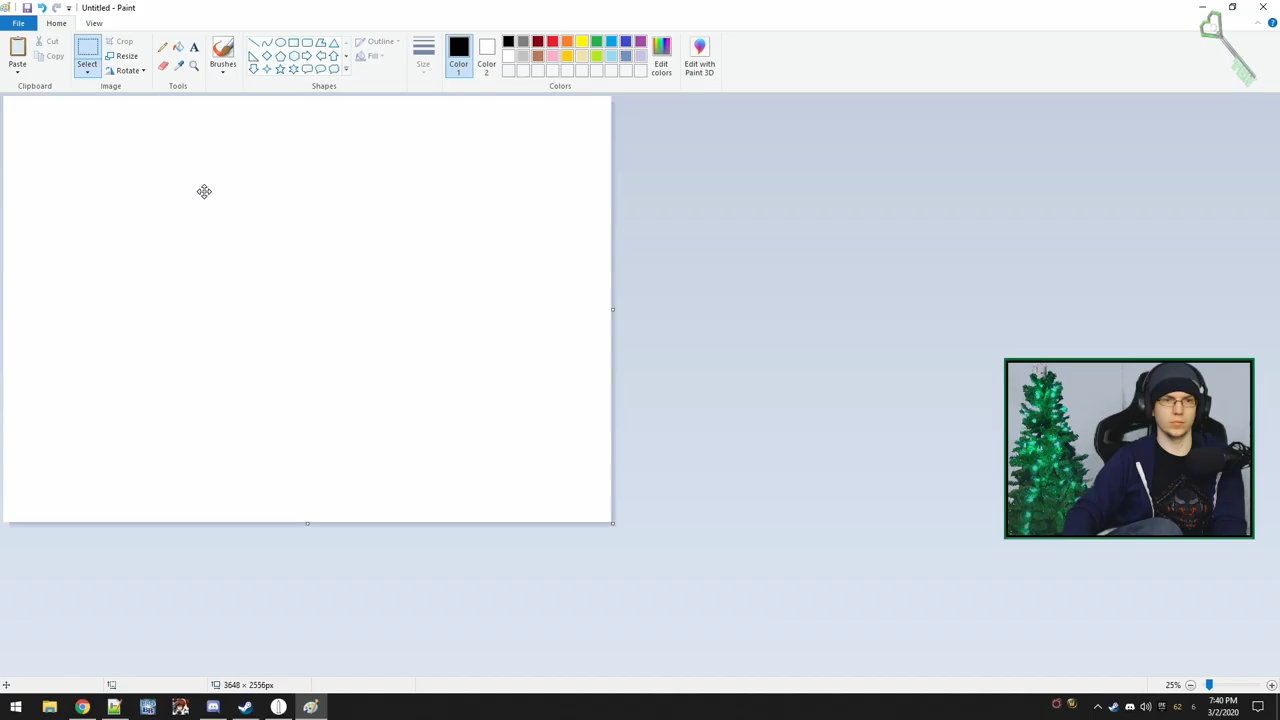 Untitled - Paint
File Home View
Paste
Cut
Copy
Clipboard
Select
Crop
Resize
Rotate
Image
A
Tools
Brushes
Shapes
Outline
Fill
Size
Color 1
Color 2
Colors
Edit colors
Edit with Paint 3D
3648 × 2556px
25%
62 6
7:40 PM
3/2/2020